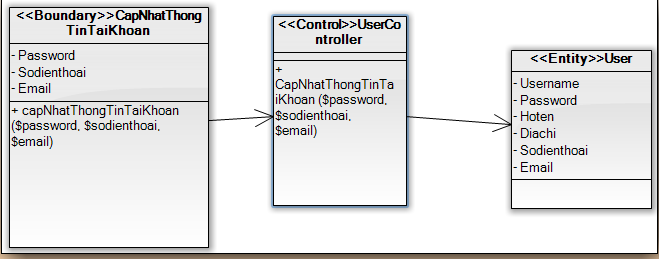 <<Boundary>>CapNhatThong
TinTaiKhoan
- Password
- Sodienthoai
- Email
+ capNhatThongTinTaiKhoan
($password, $sodienthoai,
$email)
<<Control>>UserCo
ntroller
+
CapNhatThongTinTa
iKhoan ($password,
$sodienthoai,
$email)
<<Entity>>User
- Username
- Password
- Hoten
- Diachi
- Sodienthoai
- Email